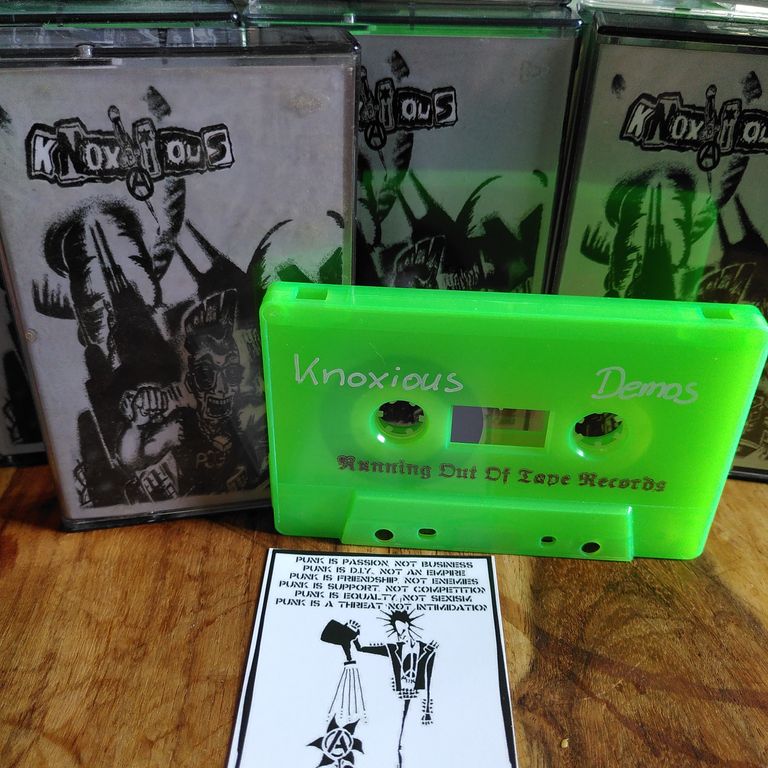 KNOXIOUS
KNOXIOUS
KNOXIOUS
Knoxious Demos
Running Out Of Tape Records
PUNK IS PASSION, NOT BUSINESS
PUNK IS D.I.Y. NOT AN EMPIRE
PUNK IS FRIENDSHIP, NOT ENEMIES
PUNK IS SUPPORT, NOT COMPETITION
PUNK IS EQUALTY, NOT SEXISM
PUNK IS A THREAT NOT INTIMIDATION